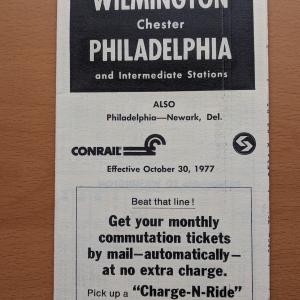 WILMINGTON
Chester
PHILADELPHIA
and Intermediate Stations
ALSO
Philadelphia—Newark, Del.
CONRAIL
S
Effective October 30, 1977
Beat that line!
Get your monthly
commutation tickets
by mail—automatically—
at no extra charge.
Pick up a "Charge-N-Ride"